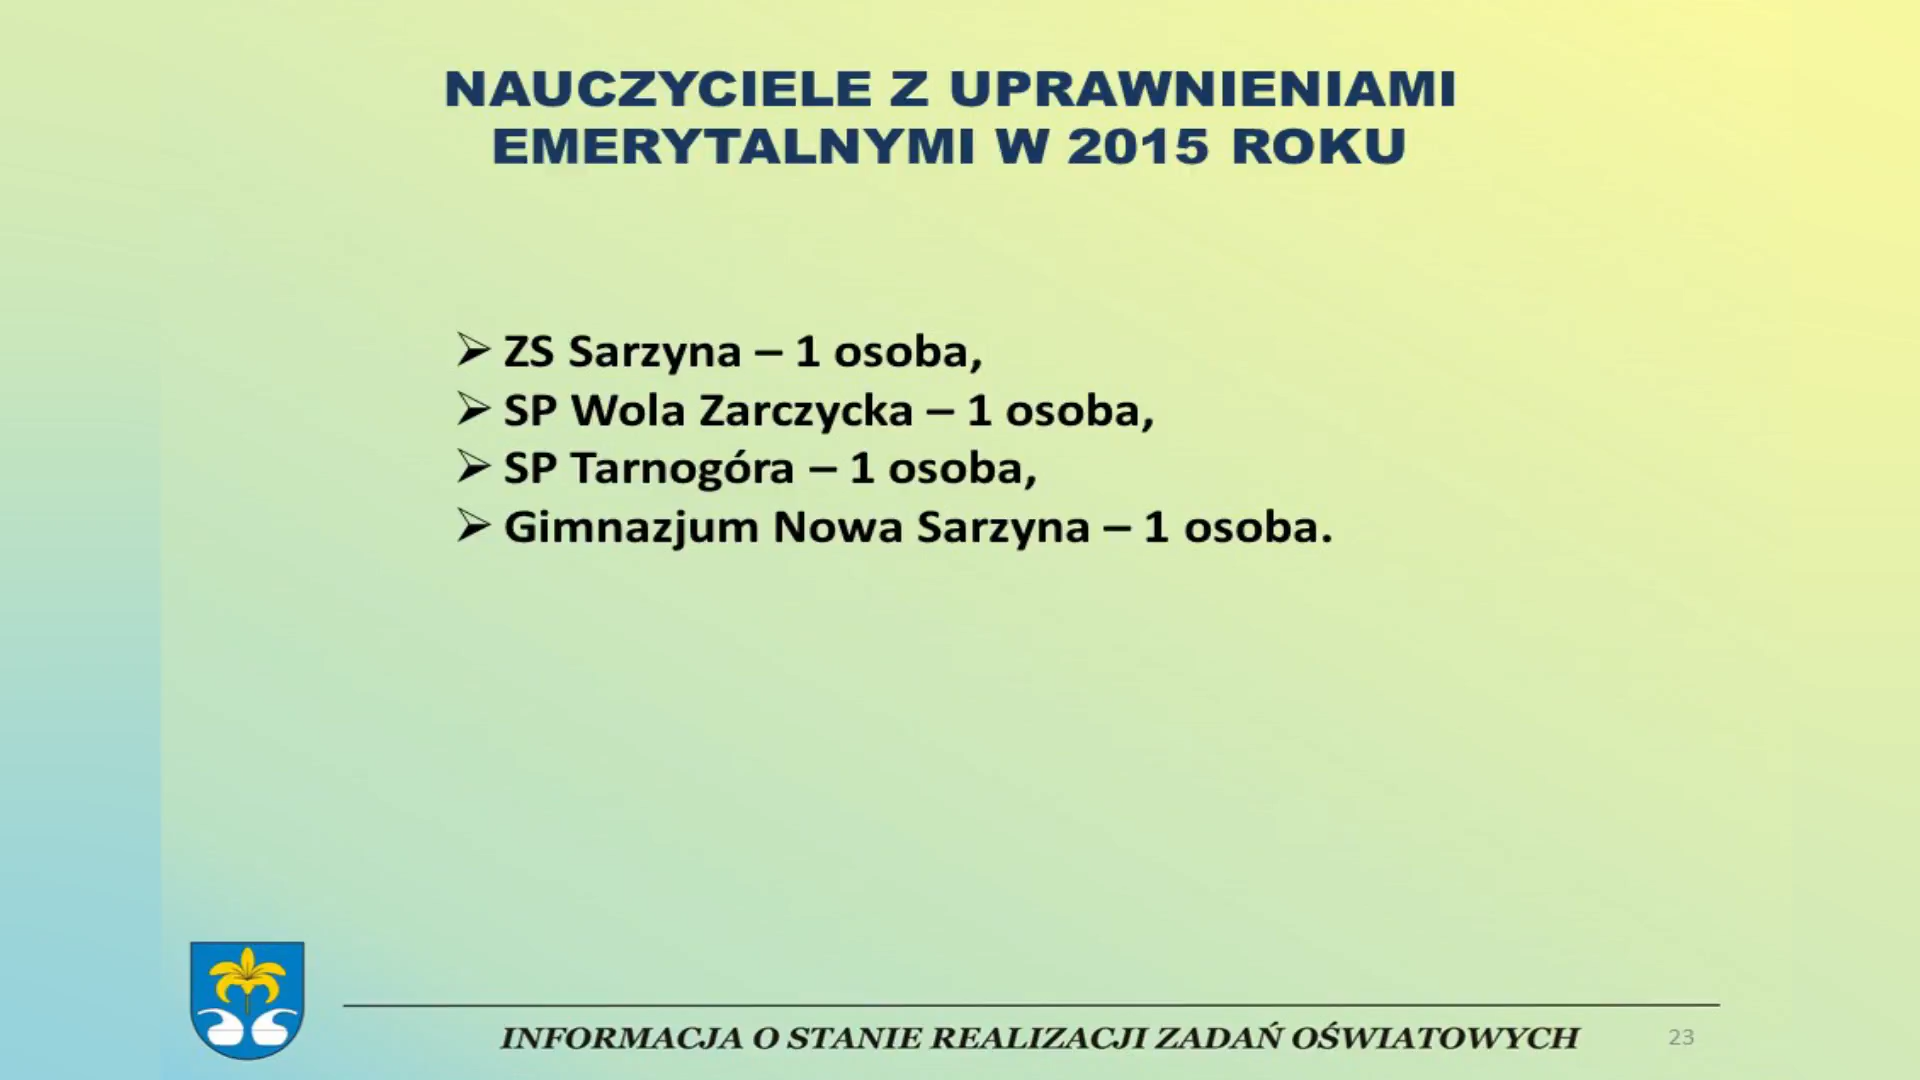 NAUCZYCIELE Z UPRAWNIENIAMI
EMERYTALNYMI W 2015 ROKU
➢ ZS Sarzyna – 1 osoba,
➢ SP Wola Zarczycka – 1 osoba,
➢ SP Tarnogóra – 1 osoba,
➢ Gimnazjum Nowa Sarzyna – 1 osoba.
INFORMACJA O STANIE REALIZACJI ZADAŃ OŚWIATOWYCH
23